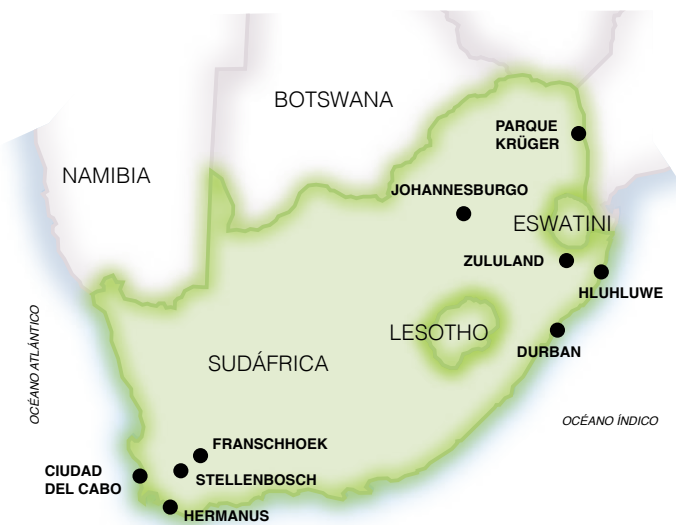 BOTSWANA
PARQUE
KRÜGER
NAMIBIA
JOHANNESBURGO
ESWATINI
ZULULAND
HLUHLUWE
LESOTHO
DURBAN
SUDÁFRICA
OCÉANO ATLÁNTICO
OCÉANO ÍNDICO
FRANSCHHOEK
CIUDAD
DEL CABO
STELLENBOSCH
HERMANUS